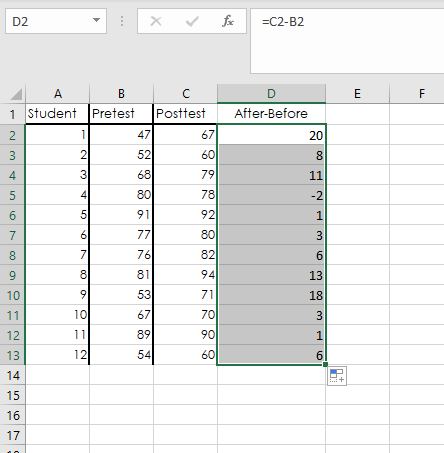 D2 fx =C2-B2
A B C D E F
1 Student Pretest Posttest After-Before
2 1 47 67 20
3 2 52 60 8
4 3 68 79 11
5 4 80 78 -2
6 5 91 92 1
7 6 77 80 3
8 7 76 82 6
9 8 81 94 13
10 9 53 71 18
11 10 67 70 3
12 11 89 90 1
13 12 54 60 6
14
15
16
17